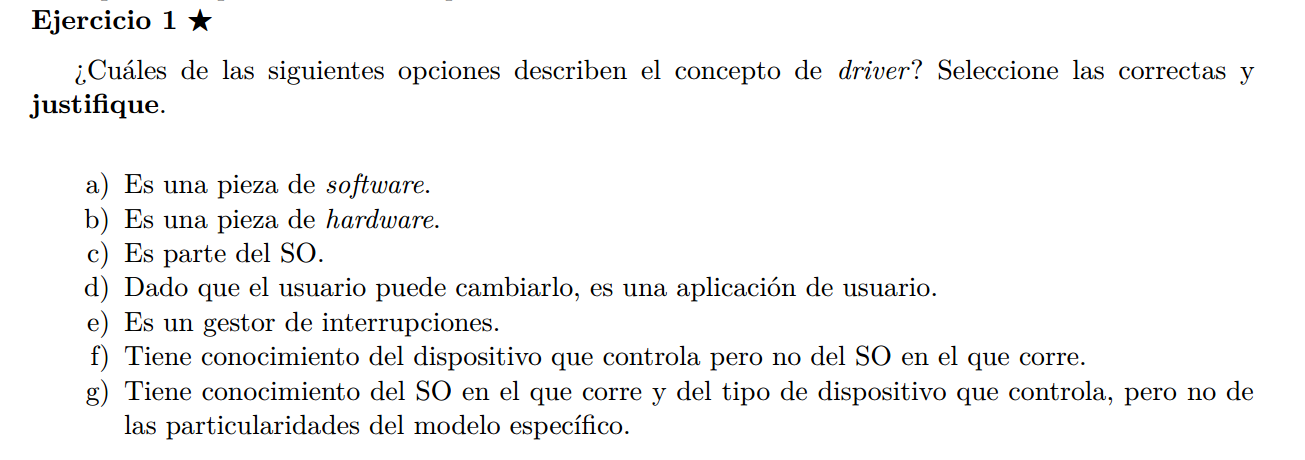 Ejercicio 1 ★
¿Cuáles de las siguientes opciones describen el concepto de driver? Seleccione las correctas y
justifique.
a) Es una pieza de software.
b) Es una pieza de hardware.
c) Es parte del SO.
d) Dado que el usuario puede cambiarlo, es una aplicación de usuario.
e) Es un gestor de interrupciones.
f) Tiene conocimiento del dispositivo que controla pero no del SO en el que corre.
g) Tiene conocimiento del SO en el que corre y del tipo de dispositivo que controla, pero no de
las particularidades del modelo específico.